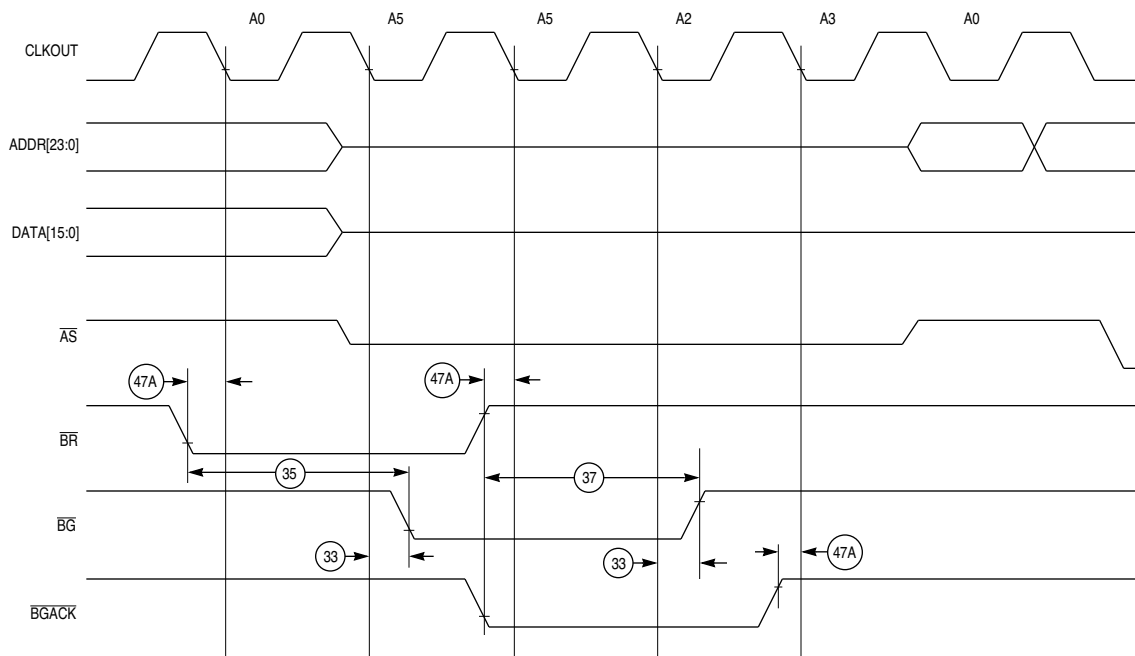 A0 A5 A5 A2 A3 A0
CLKOUT
ADDR[23:0]
DATA[15:0]
AS
47A 47A
BR
35 37
BG
33 33 47A
BGACK